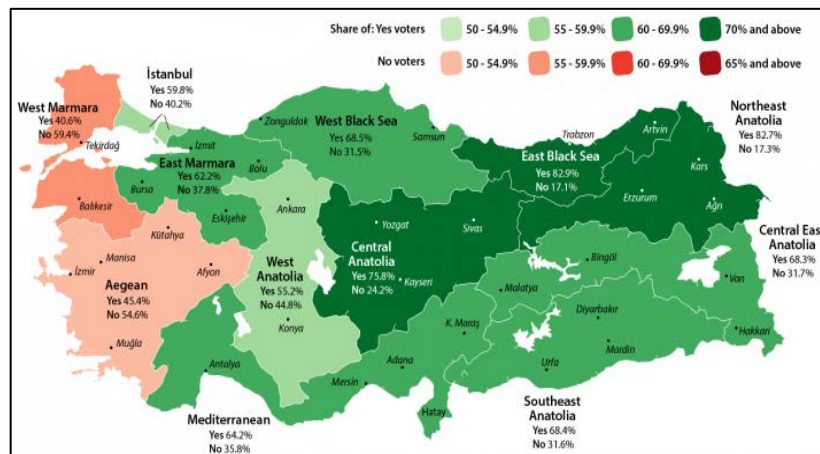 Share of: Yes voters
50 - 54.9%
55 - 59.9%
60 - 69.9%
70% and above
No voters
50 - 54.9%
55 - 59.9%
60 - 69.9%
65% and above
İstanbul
Yes 59.8%
No 40.2%
West Marmara
Yes 40.6%
No 59.4%
Tekirdağ
Zonguldak
West Black Sea
Yes 68.5%
No 31.5%
Samsun
Trabzon
Artvin
Northeast
Anatolia
Yes 82.7%
No 17.3%
İzmit
East Marmara
Yes 62.2%
No 37.8%
Bolu
Bursa
East Black Sea
Yes 82.9%
No 17.1%
Kars
Erzurum
Ağrı
Balıkesir
Eskişehir
Ankara
Yozgat
Sivas
Kütahya
Central East
Anatolia
Yes 68.3%
No 31.7%
Manisa
İzmir
Afyon
Aegean
Yes 45.4%
No 54.6%
West
Anatolia
Yes 55.2%
No 44.8%
Central
Anatolia
Yes 75.8%
No 24.2%
Kayseri
Bingöl
Van
Malatya
Muğla
Konya
K. Maraş
Diyarbakır
Hakkari
Mardin
Antalya
Adana
Mersin
Urfa
Hatay
Mediterranean
Yes 64.2%
No 35.8%
Southeast
Anatolia
Yes 68.4%
No 31.6%